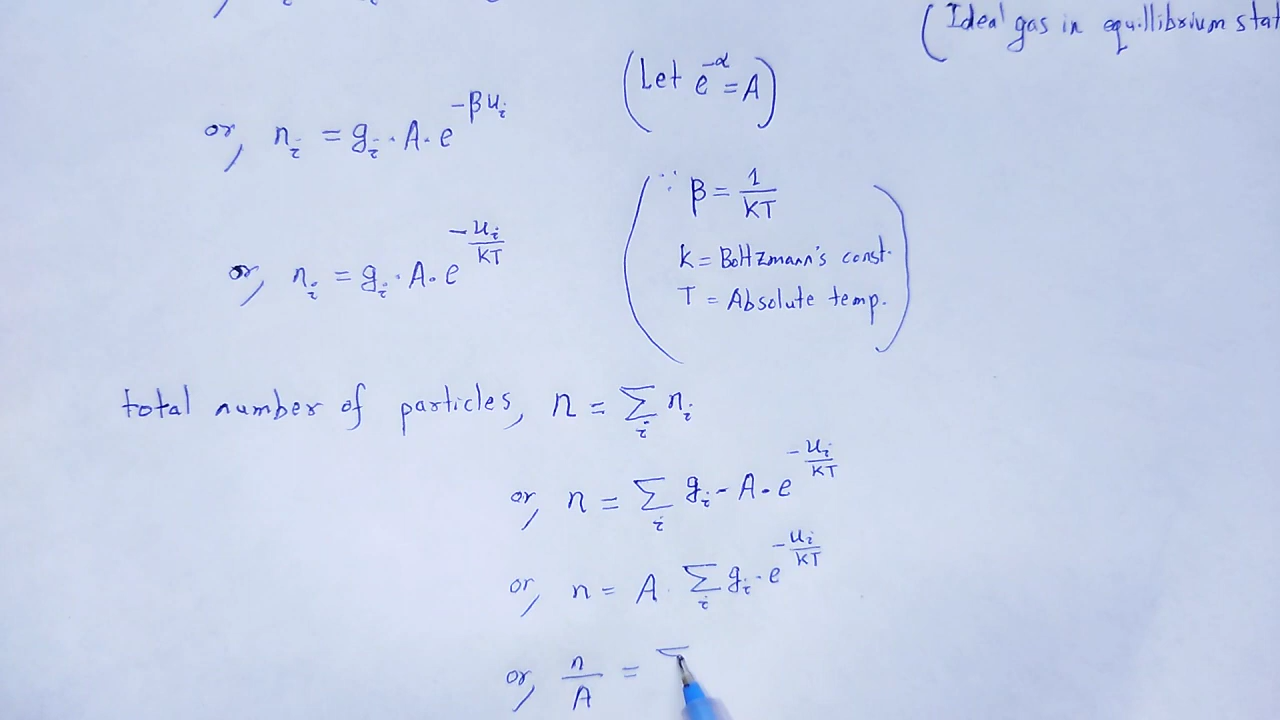 (Ideal gas in equillibrium stat
or, n_i = g_i · A · e^{-βu_i}
(Let e^{-α} = A)
(∵ β = 1/KT
or, n_i = g_i · A · e^{-u_i/KT}
K = Boltzmann's const.
T = Absolute temp.)
total number of particles, n = Σ_i n_i
or, n = Σ_i g_i - A · e^{-u_i/KT}
or, n = A · Σ_i g_i · e^{-u_i/KT}
or, n/A = Σ